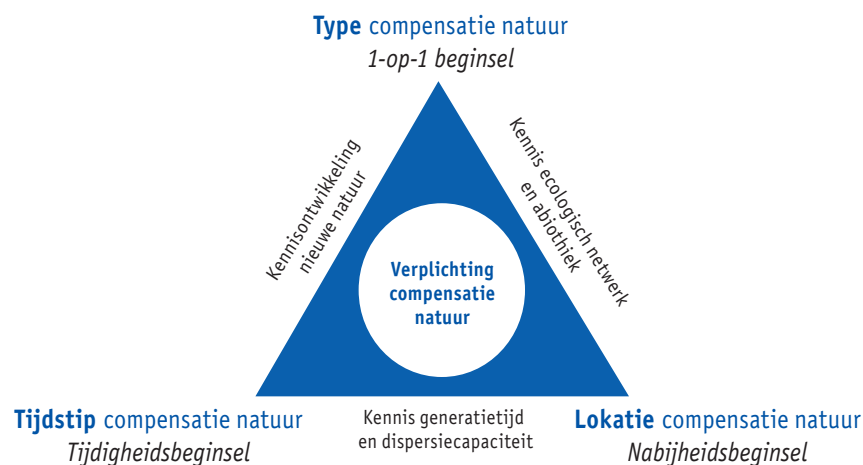 Type compensatie natuur
1-op-1 beginsel
Kennisontwikkeling
nieuwe natuur
Kennis ecologisch netwerk
en abiothiek
Verplichting
compensatie
natuur
Tijdstip compensatie natuur
Tijdigheidsbeginsel
Kennis generatietijd
en dispersiecapaciteit
Lokatie compensatie natuur
Nabijheidsbeginsel